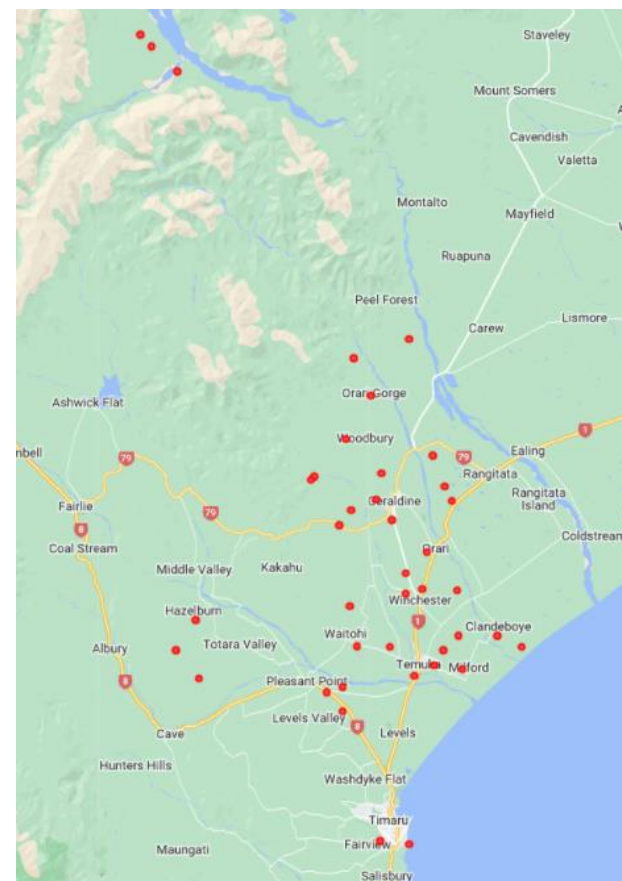 Staveley
Mount Somers
Cavendish
Valetta
Montalto
Mayfield
Ruapuna
Peel Forest
Lismore
Carew
Orari Gorge
Ashwick Flat
1
Woodbury
79
Ealing
nbell
79
79
Rangitata
Fairlie
Geraldine
Rangitata
Island
79
8
Coldstream
Coal Stream
Orari
Middle Valley
Kakahu
Winchester
Hazelburn
1
Clandeboye
Waitohi
Albury
Totara Valley
Temuka
Milford
8
Pleasant Point
Levels Valley
8
Cave
Levels
Hunters Hills
Washdyke Flat
Timaru
Fairview
Maungati
Salisbury